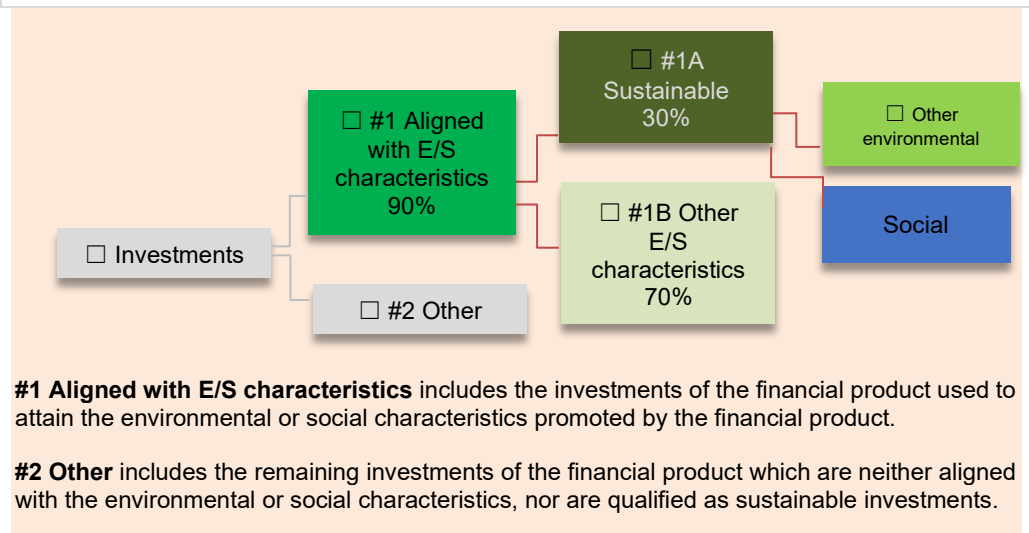 ☐ Investments
☐ #1 Aligned
with E/S
characteristics
90%
☐ #2 Other
☐ #1A
Sustainable
30%
☐ #1B Other
E/S
characteristics
70%
☐ Other
environmental
Social
#1 Aligned with E/S characteristics includes the investments of the financial product used to
attain the environmental or social characteristics promoted by the financial product.
#2 Other includes the remaining investments of the financial product which are neither aligned
with the environmental or social characteristics, nor are qualified as sustainable investments.